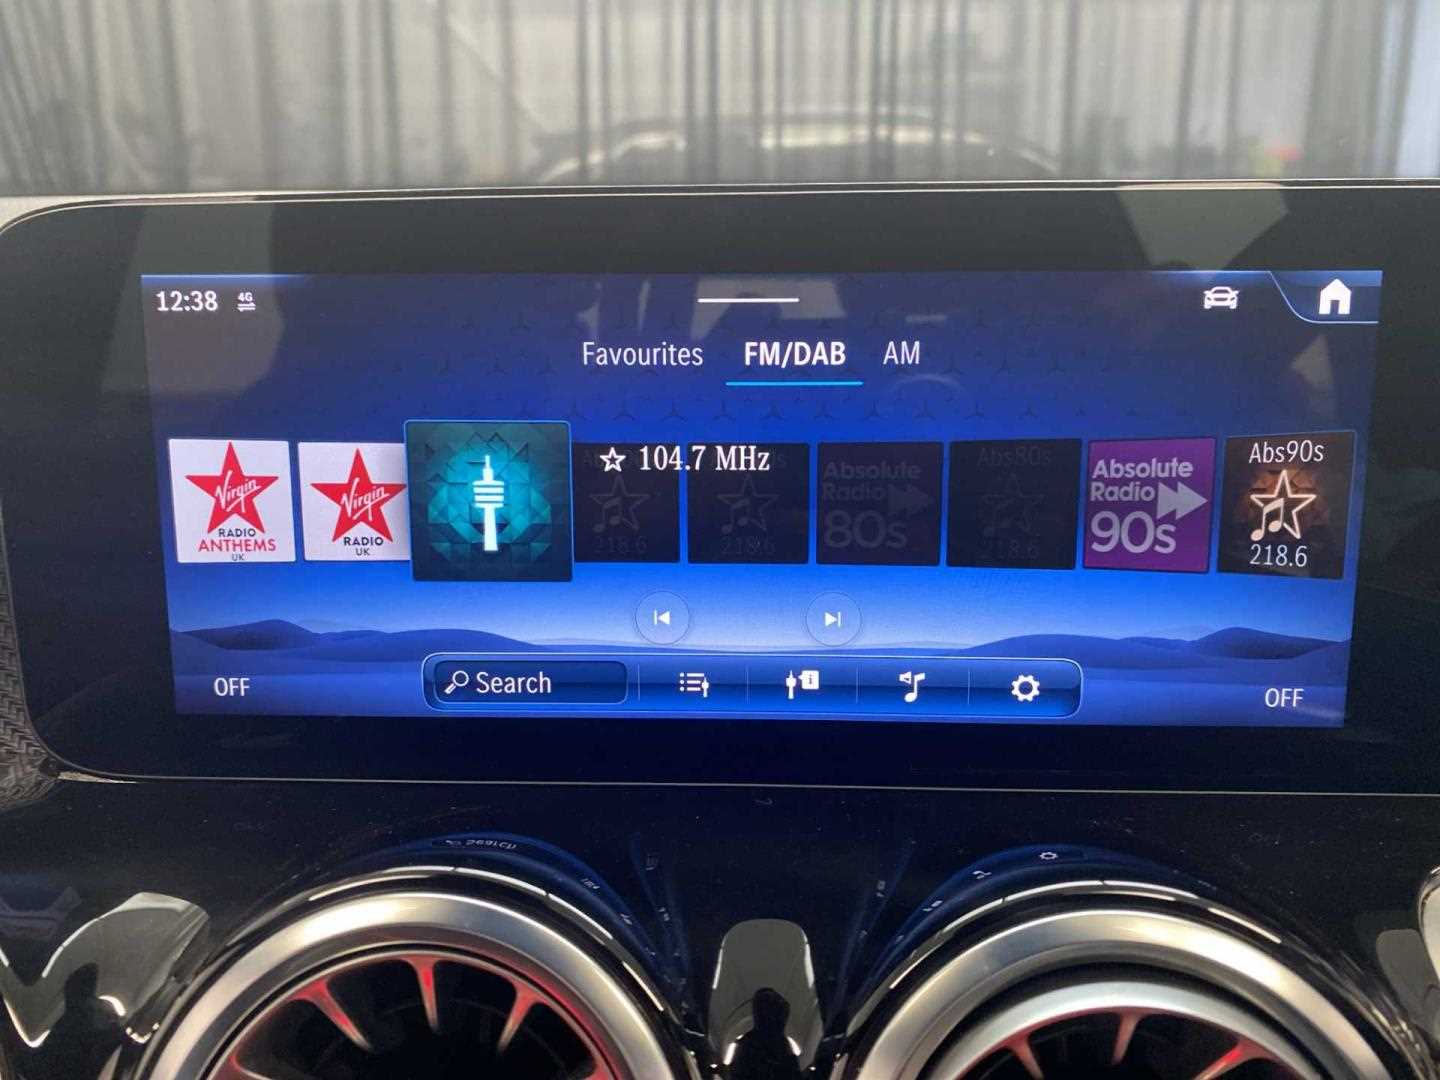 12:38 4G
Favourites FM/DAB AM
Virgin
RADIO
ANTHEMS
UK
Virgin
RADIO
UK
☆ 104.7 MHz
218.6
218.6
Absolute
Radio
80s
Abs80s
218.6
Absolute
Radio
90s
Abs90s
218.6
OFF
Search
i
OFF
Search